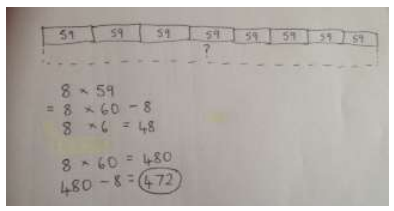 59 59 59 59 59 59 59 59
?
8 × 59
= 8 × 60 - 8
8 × 6 = 48
8 × 60 = 480
480 - 8 = 472